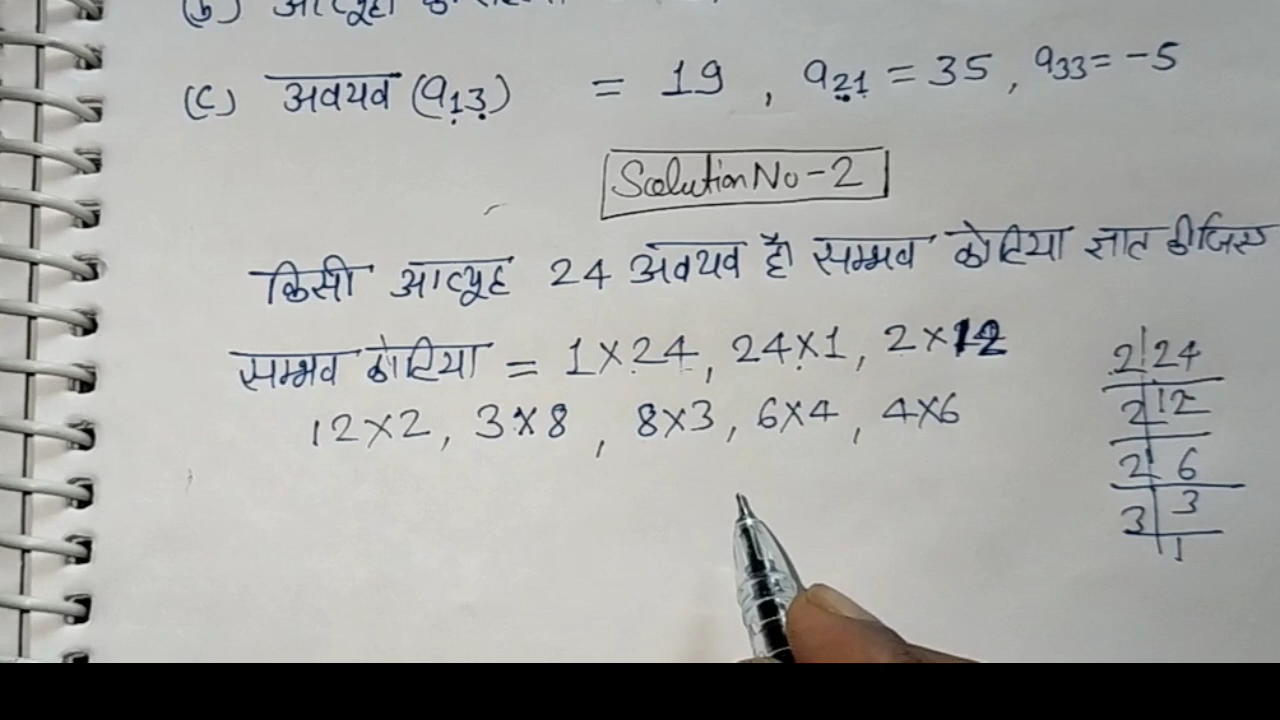 (b)
(C) अवयव (a13) = 19, a21 = 35, a33 = -5
Solution No-2
किसी आव्यूह 24 अवयव है। सम्भव कोटिया ज्ञात कीजिए
सम्भव कोटिया = 1×24, 24×1, 2×12
12×2, 3×8, 8×3, 6×4, 4×6
2 24
2 12
2 6
3 3
1